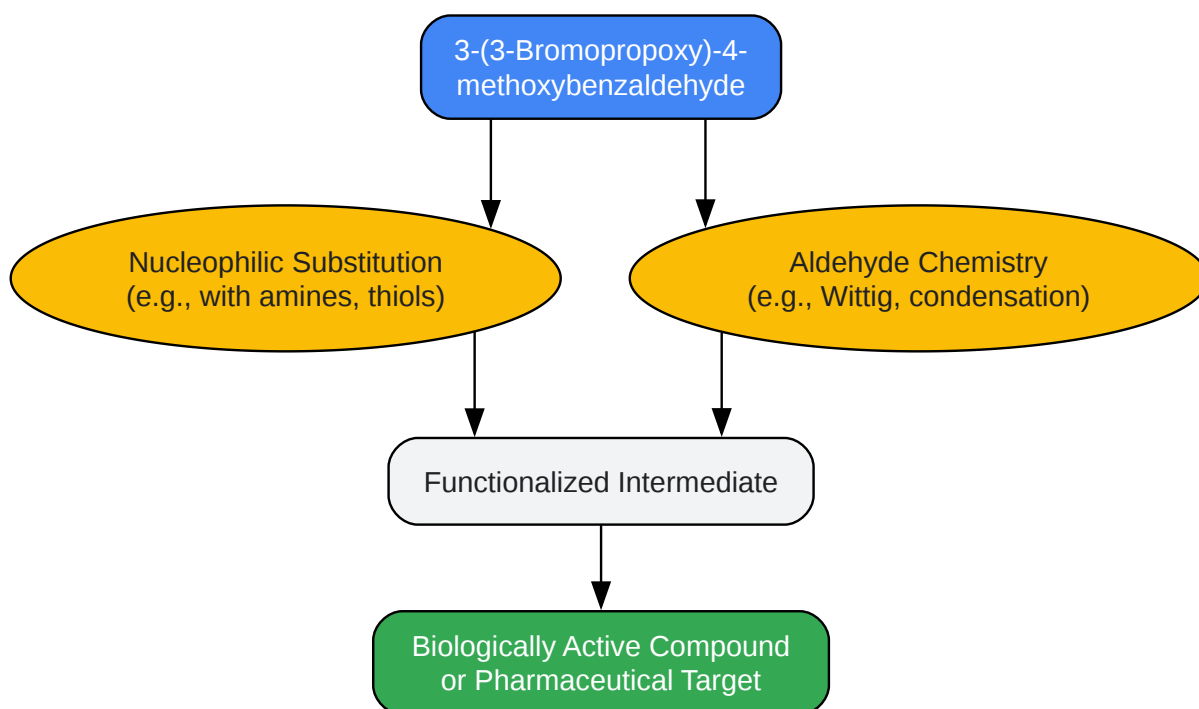 3-(3-Bromopropoxy)-4-
methoxybenzaldehyde
Nucleophilic Substitution
(e.g., with amines, thiols)
Aldehyde Chemistry
(e.g., Wittig, condensation)
Functionalized Intermediate
Biologically Active Compound
or Pharmaceutical Target